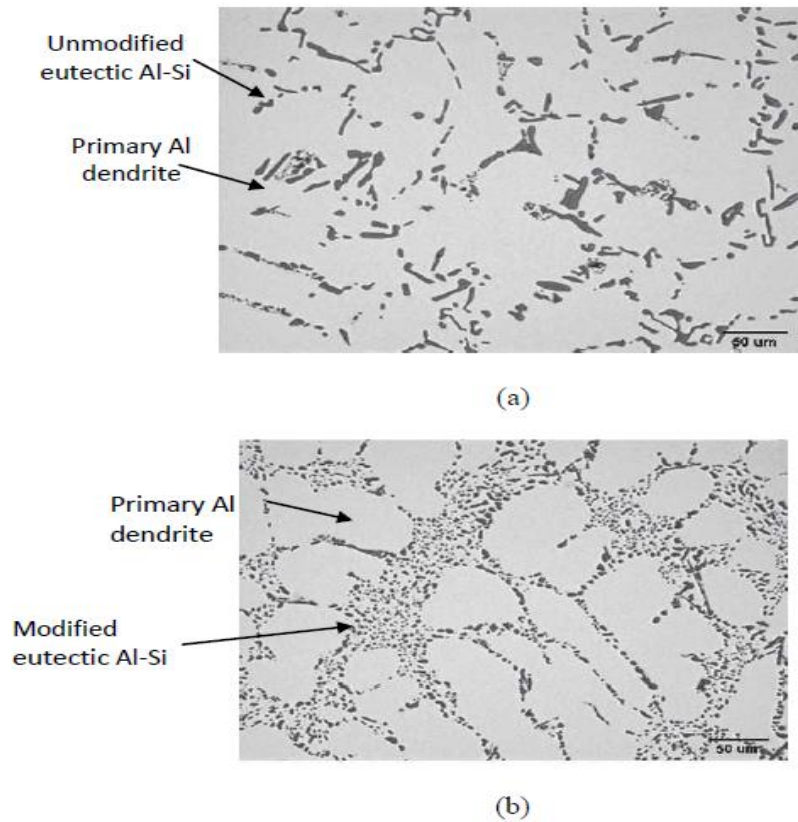 Unmodified
eutectic Al-Si
Primary Al
dendrite
50 um
(a)
Primary Al
dendrite
Modified
eutectic Al-Si
50 um
(b)